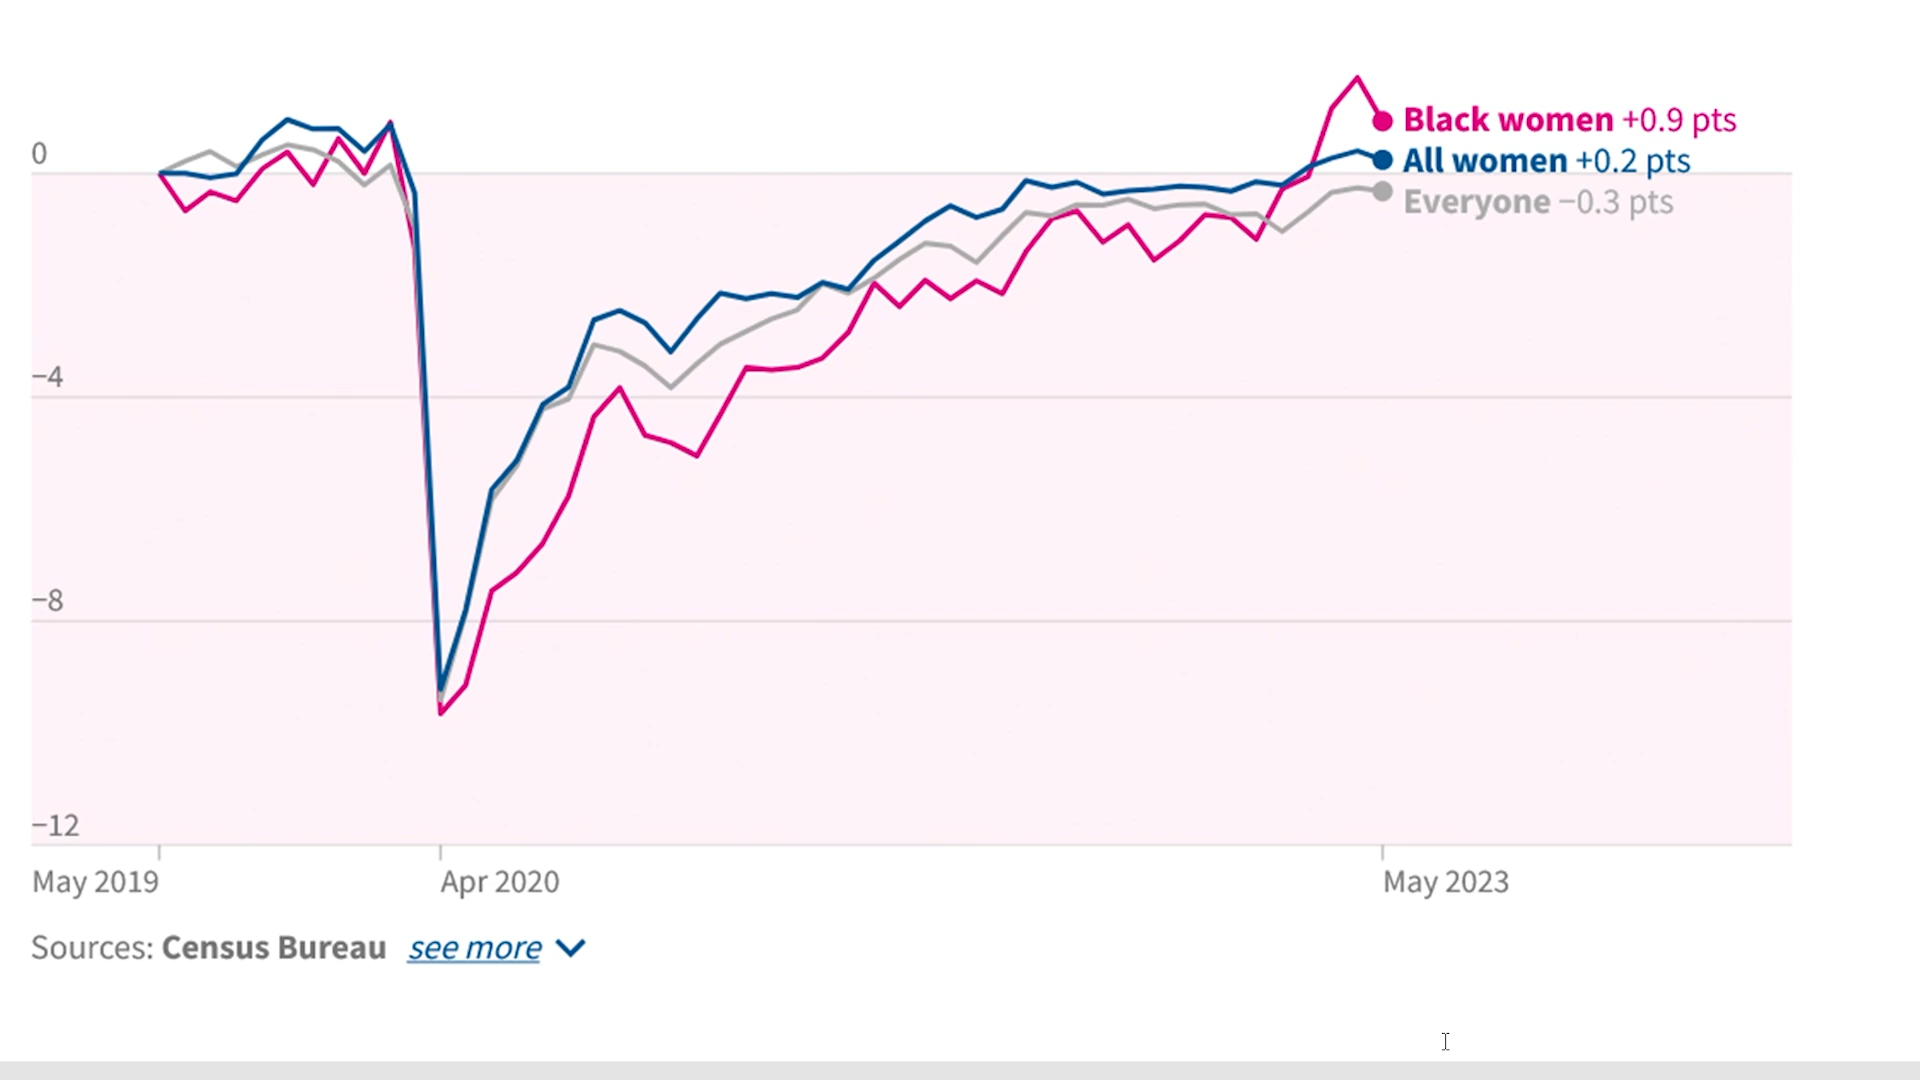 0
Black women +0.9 pts
All women +0.2 pts
Everyone −0.3 pts
−4
−8
−12
May 2019
Apr 2020
May 2023
Sources: Census Bureau see more